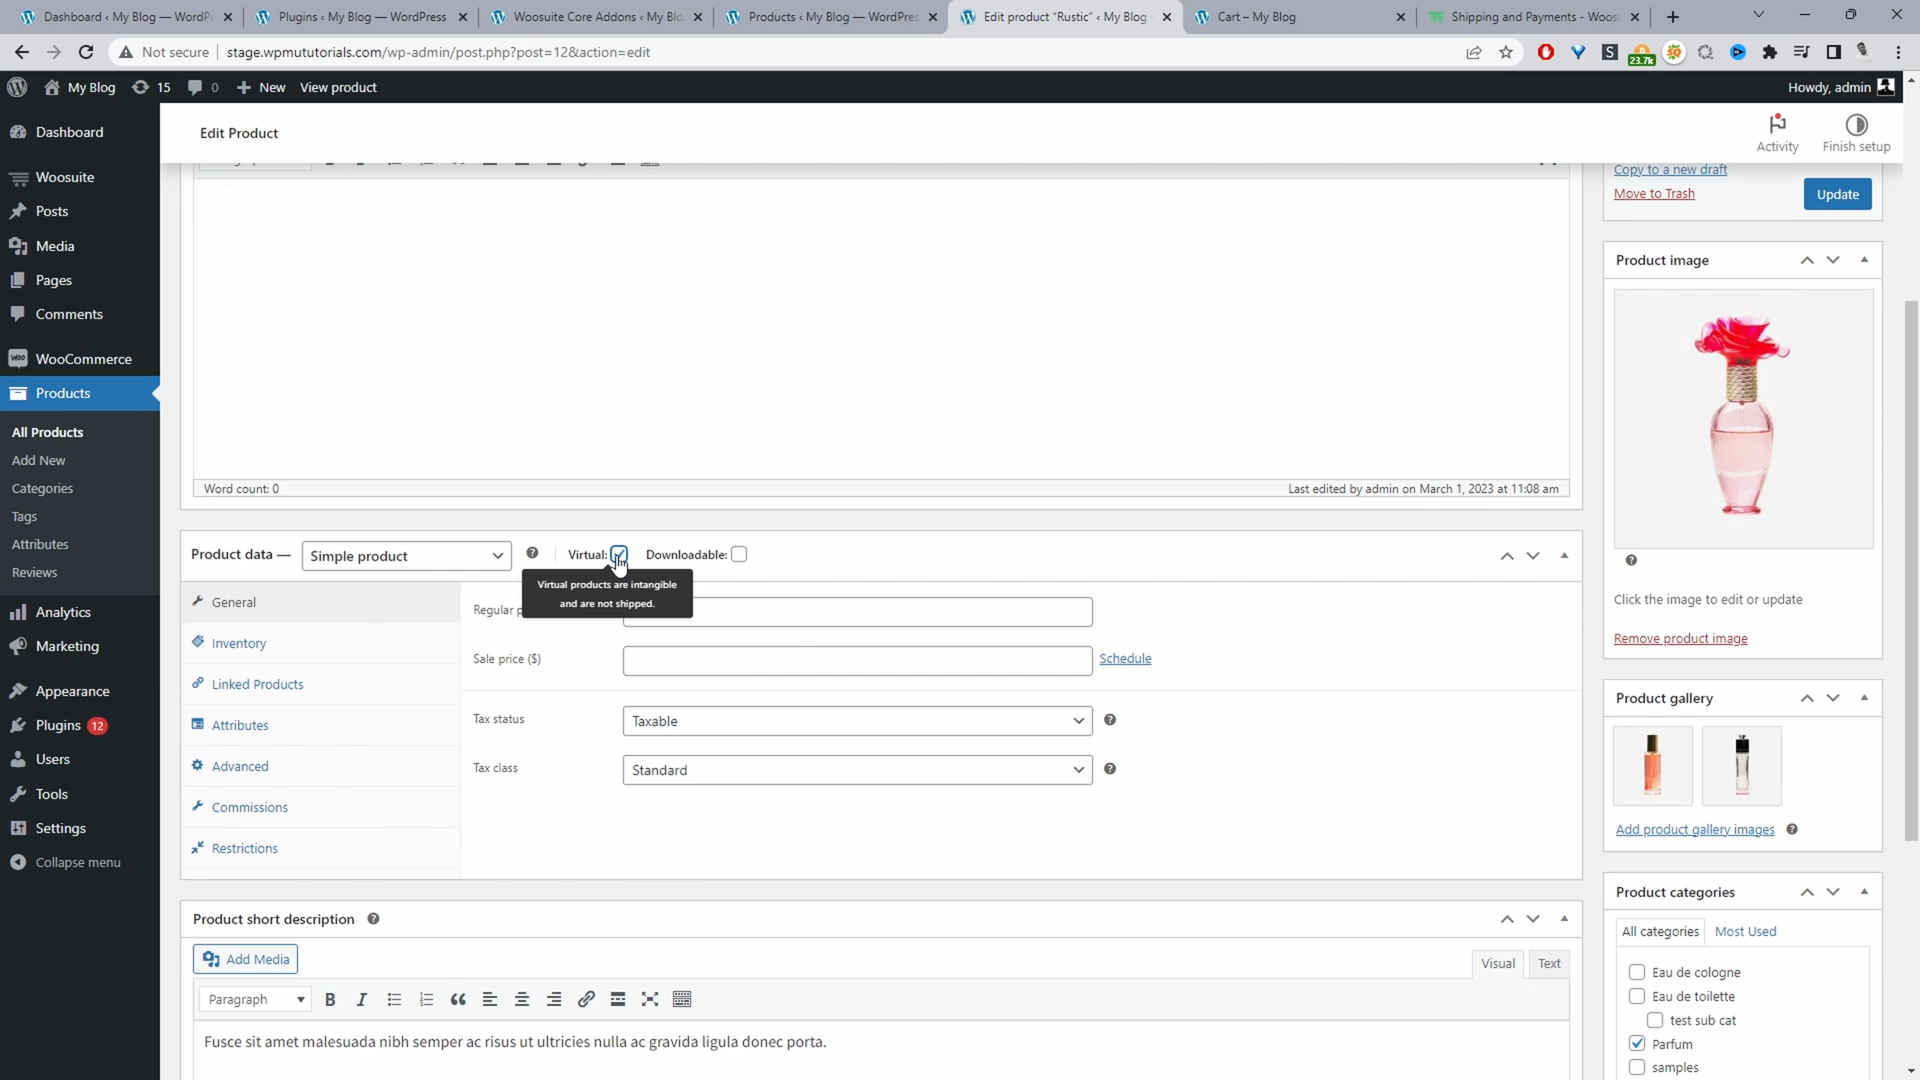 Dashboard ‹ My Blog — WordPr
Plugins ‹ My Blog — WordPress
Woosuite Core Addons ‹ My Blo
Products ‹ My Blog — WordPres
Edit product “Rustic” ‹ My Blog
Cart – My Blog
Shipping and Payments - Woosu
Not secure
stage.wpmututorials.com/wp-admin/post.php?post=12&action=edit
23.7k
My Blog
15
0
New
View product
Howdy, admin
Dashboard
Woosuite
Posts
Media
Pages
Comments
WooCommerce
Products
All Products
Add New
Categories
Tags
Attributes
Reviews
Analytics
Marketing
Appearance
Plugins 12
Users
Tools
Settings
Collapse menu
Edit Product
Activity
Finish setup
Word count: 0
Last edited by admin on March 1, 2023 at 11:08 am
Product data —
Simple product
Virtual:
Downloadable:
Virtual products are intangible
and are not shipped.
General
Inventory
Linked Products
Attributes
Advanced
Commissions
Restrictions
Regular p
Sale price ($)
Schedule
Tax status
Taxable
Tax class
Standard
Product short description
Add Media
Visual
Text
Paragraph
Fusce sit amet malesuada nibh semper ac risus ut ultricies nulla ac gravida ligula donec porta.
Copy to a new draft
Move to Trash
Update
Product image
Click the image to edit or update
Remove product image
Product gallery
Add product gallery images
Product categories
All categories
Most Used
Eau de cologne
Eau de toilette
test sub cat
Parfum
samples